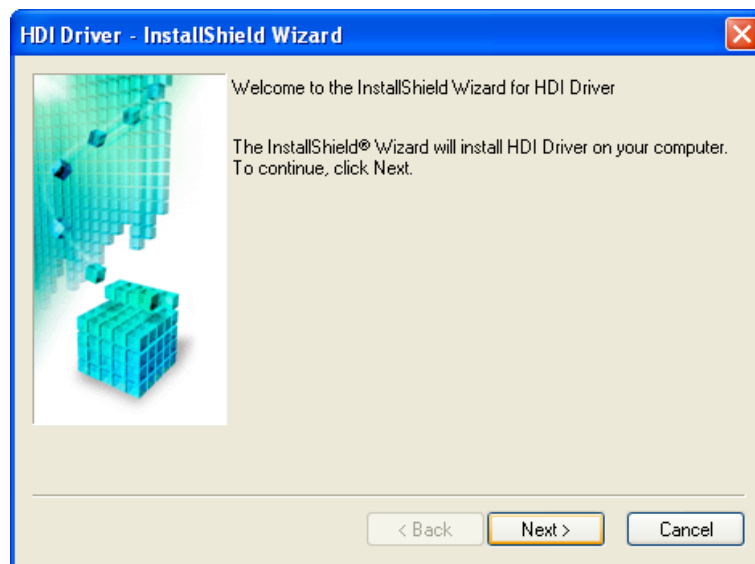 HDI Driver - InstallShield Wizard
Welcome to the InstallShield Wizard for HDI Driver
The InstallShield® Wizard will install HDI Driver on your computer.
To continue, click Next.
< Back
Next >
Cancel